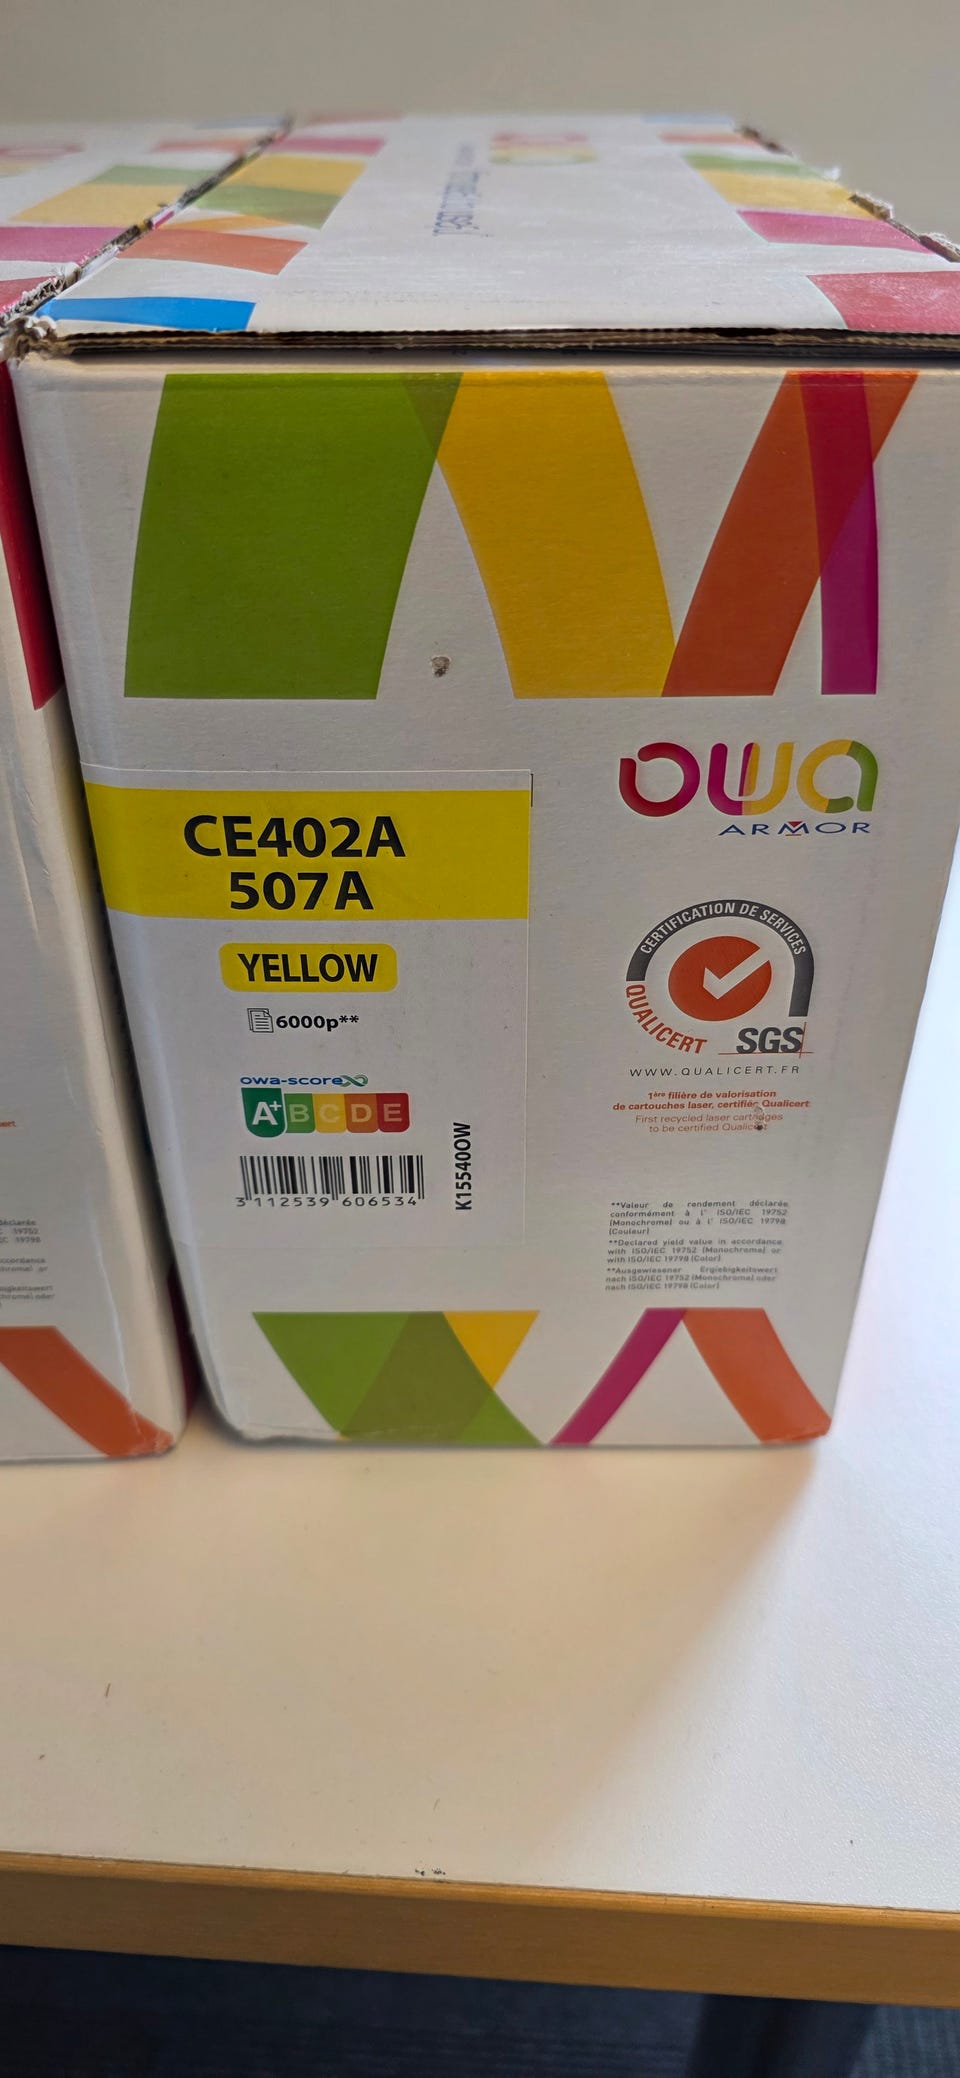 CE402A
507A
YELLOW
6000p**
owa-score
A+ B C D E
3 112539 606534
K15540OW
owa
ARMOR
CERTIFICATION DE SERVICES
QUALICERT
SGS
WWW.QUALICERT.FR
1ère filière de valorisation
de cartouches laser, certifiée Qualicert
First recycled laser cartridges
to be certified Qualicert
**Valeur de rendement déclarée
conformément à l' ISO/IEC 19752
(Monochrome) ou à l' ISO/IEC 19798
(Couleur)
**Declared yield value in accordance
with ISO/IEC 19752 (Monochrome) or
with ISO/IEC 19798 (Color)
**Ausgewiesener Ergiebigkeitswert
nach ISO/IEC 19752 (Monochrome) oder
nach ISO/IEC 19798 (Color)